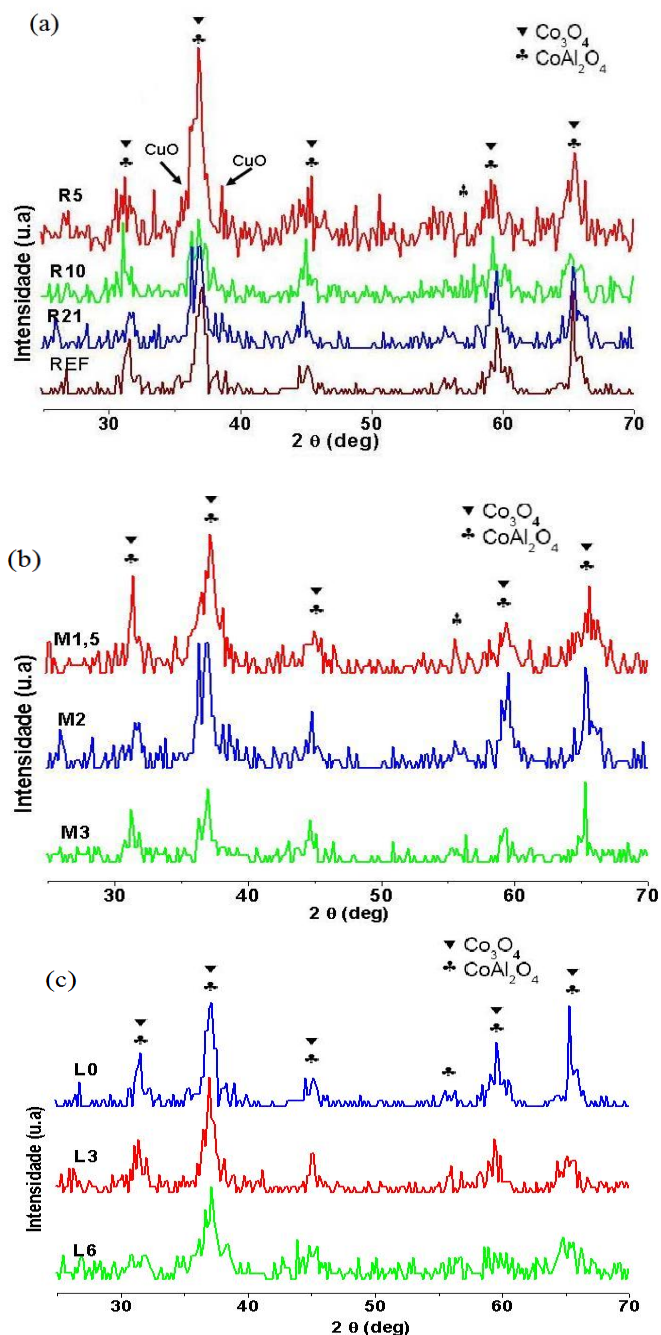 (a)
▼ Co₃O₄
♣ CoAl₂O₄
CuO
CuO
R5
R10
R21
REF
Intensidade (u.a)
30 40 50 60 70
2 θ (deg)
(b)
▼ Co₃O₄
♣ CoAl₂O₄
M1,5
M2
M3
Intensidade (u.a)
30 40 50 60 70
2 θ (deg)
(c)
▼ Co₃O₄
♣ CoAl₂O₄
L0
L3
L6
Intensidade (u.a)
30 40 50 60 70
2 θ (deg)